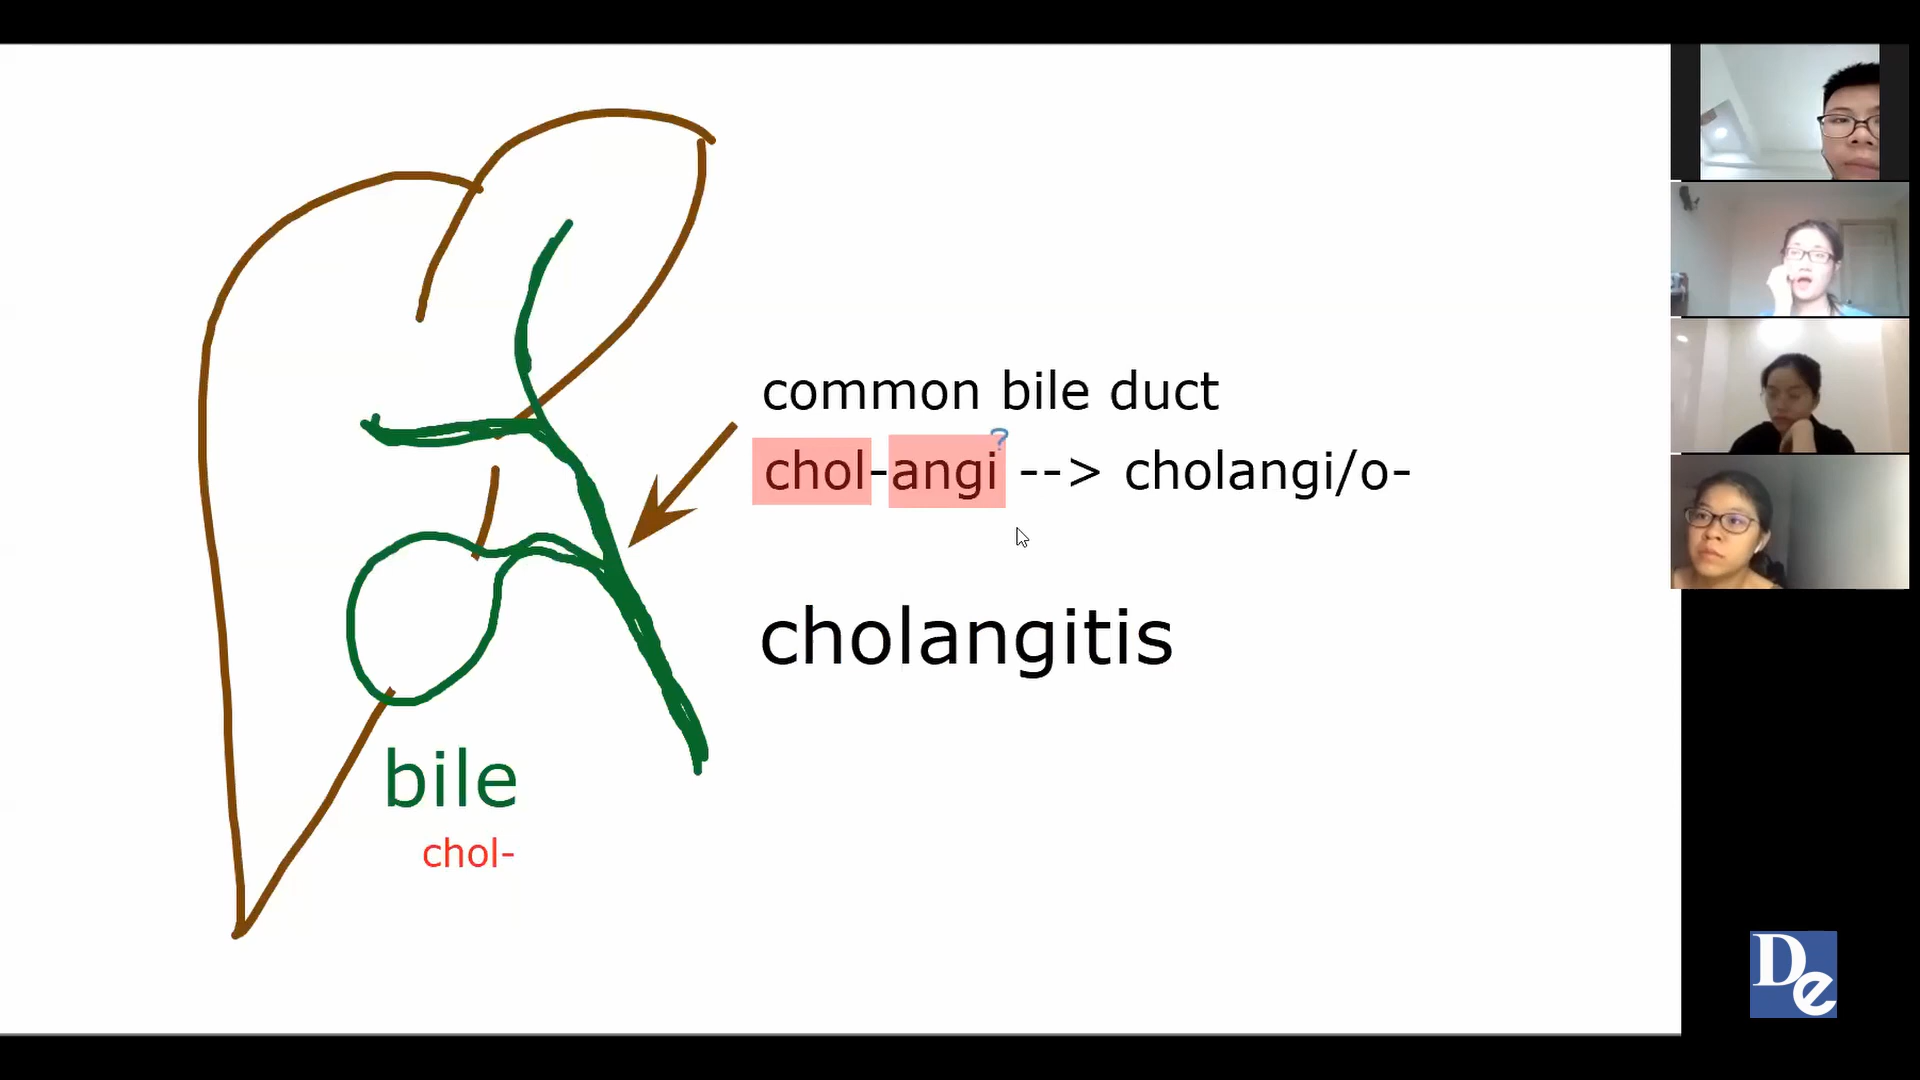 common bile duct
?
chol-angi --> cholangi/o-
cholangitis
bile
chol-
De